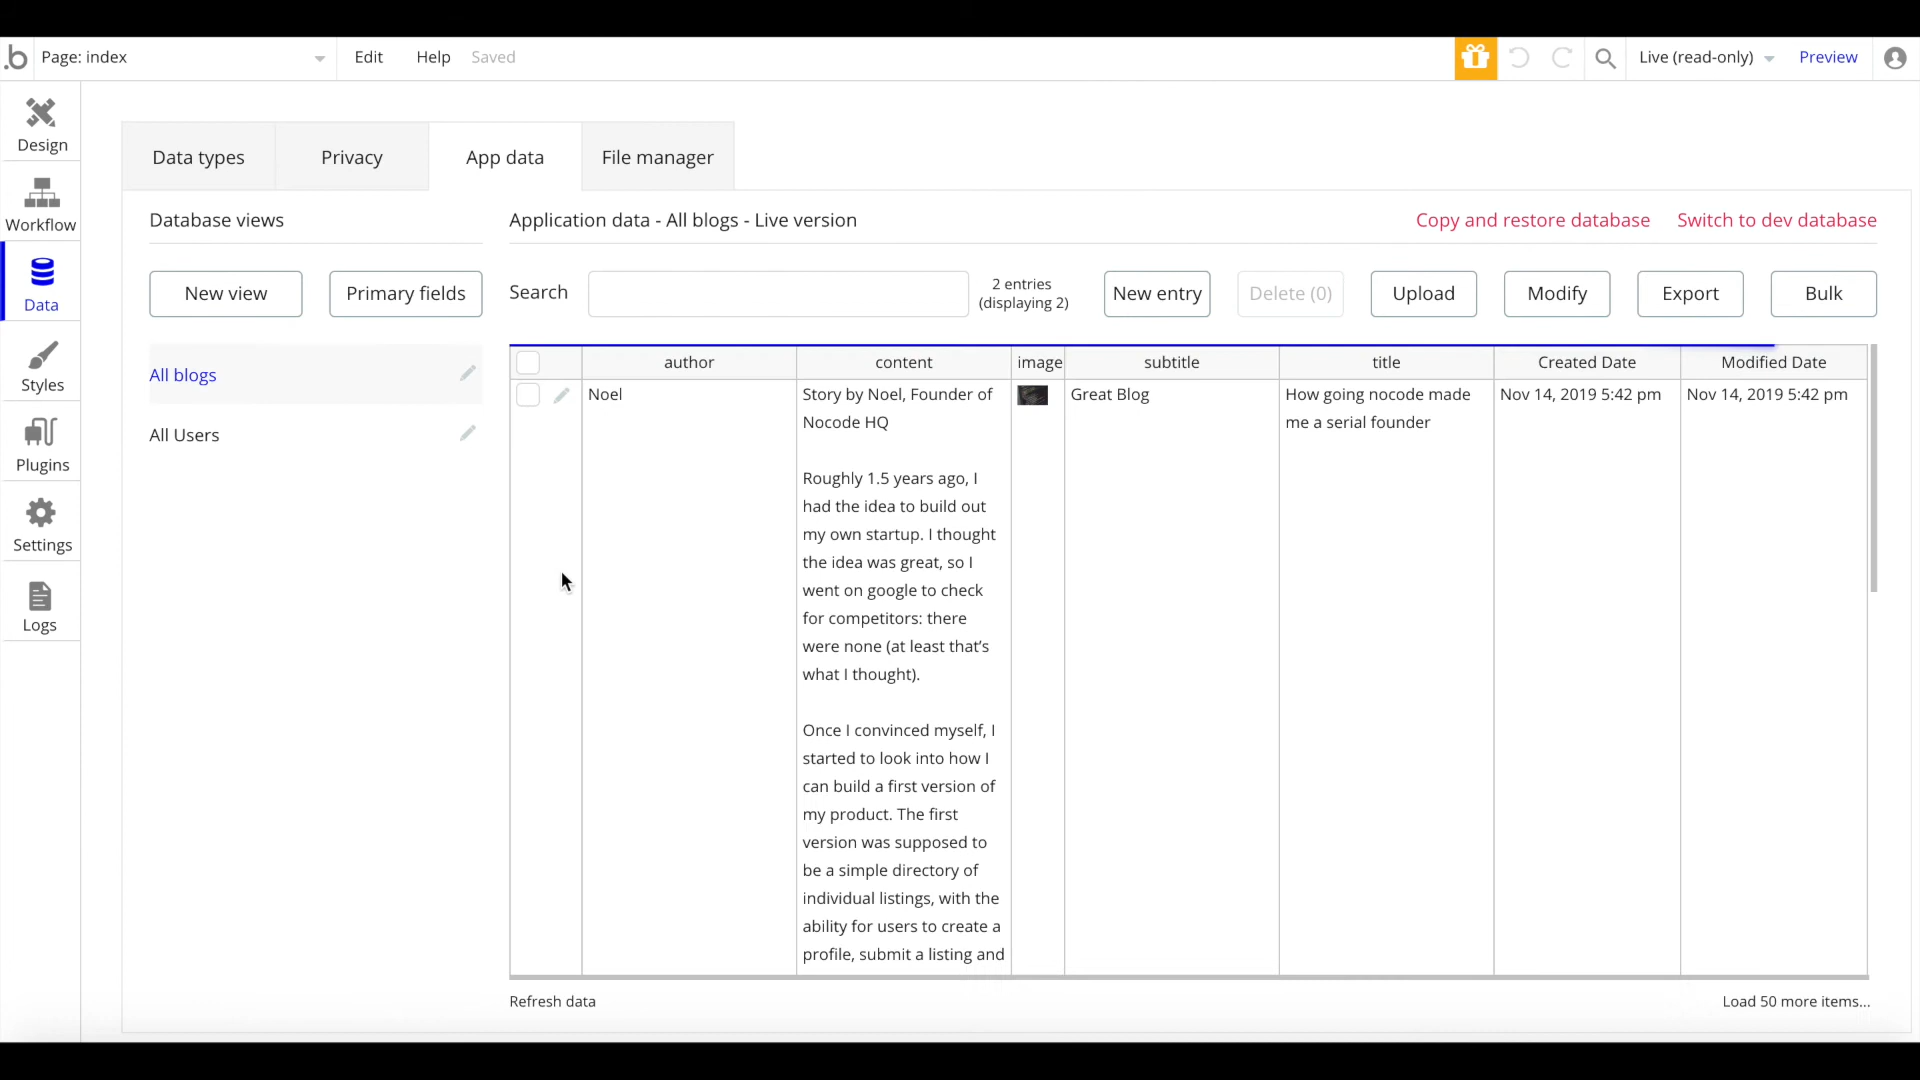 .b
Page: index
Edit
Help
Saved
Live (read-only)
Preview
Design
Workflow
Data
Styles
Plugins
Settings
Logs
Data types
Privacy
App data
File manager
Database views
Application data - All blogs - Live version
Copy and restore database
Switch to dev database
New view
Primary fields
Search
2 entries
(displaying 2)
New entry
Delete (0)
Upload
Modify
Export
Bulk
All blogs
All Users
author
content
image
subtitle
title
Created Date
Modified Date
Noel
Story by Noel, Founder of
Nocode HQ
Roughly 1.5 years ago, I
had the idea to build out
my own startup. I thought
the idea was great, so I
went on google to check
for competitors: there
were none (at least that’s
what I thought).
Once I convinced myself, I
started to look into how I
can build a first version of
my product. The first
version was supposed to
be a simple directory of
individual listings, with the
ability for users to create a
profile, submit a listing and
Great Blog
How going nocode made
me a serial founder
Nov 14, 2019 5:42 pm
Nov 14, 2019 5:42 pm
Refresh data
Load 50 more items...